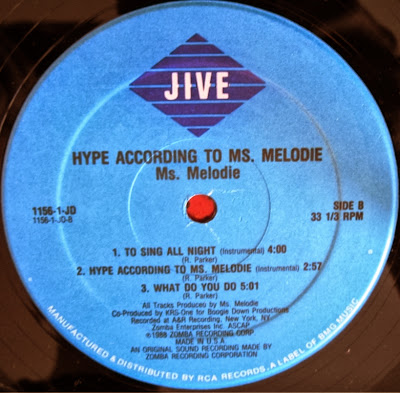 JIVE
HYPE ACCORDING TO MS. MELODIE
Ms. Melodie
1156-1-JD
1156-1-JD-B
SIDE B
33 1/3 RPM
1. TO SING ALL NIGHT (Instrumental) 4:00
(R. Parker)
2. HYPE ACCORDING TO MS. MELODIE (Instrumental) 2:57
(R. Parker)
3. WHAT DO YOU DO 5:01
(R. Parker)
All Tracks Produced by Ms. Melodie
Co-Produced by KRS-One for Boogie Down Productions
Recorded at A&R Recording, New York, NY
Zomba Enterprises Inc. ASCAP
©1988 ZOMBA RECORDING CORP.
MADE IN U.S.A.
AN ORIGINAL SOUND RECORDING MADE BY
ZOMBA RECORDING CORPORATION
MANUFACTURED & DISTRIBUTED BY RCA RECORDS. A LABEL OF BMG MUSIC